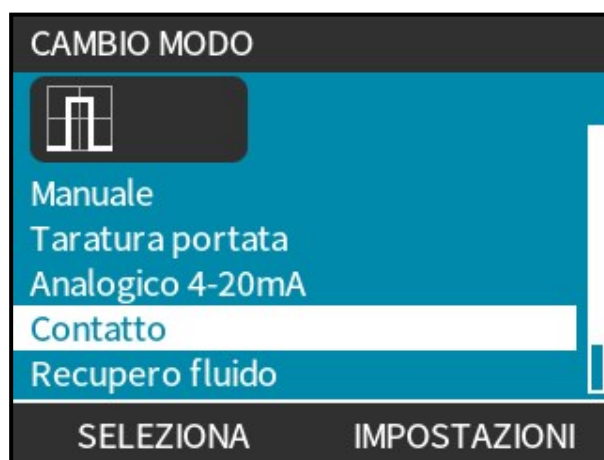 CAMBIO MODO
Manuale
Taratura portata
Analogico 4-20mA
Contatto
Recupero fluido
SELEZIONA IMPOSTAZIONI